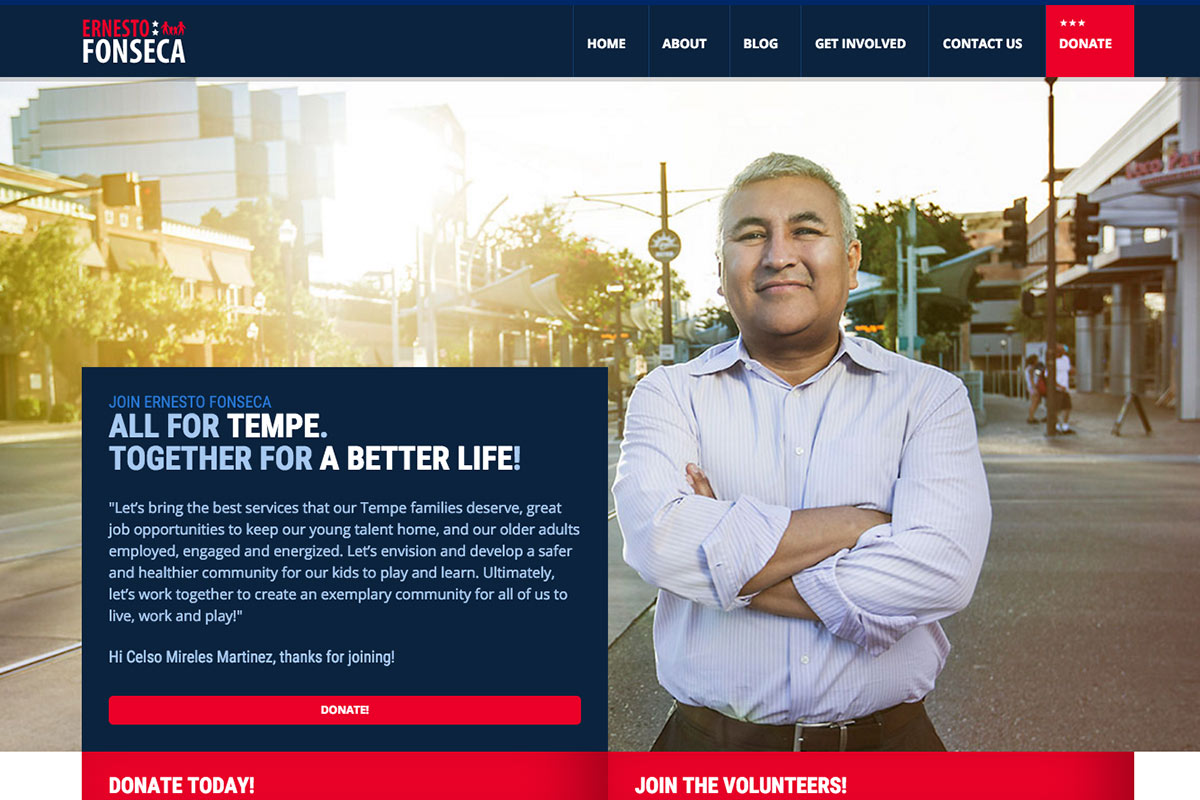 ERNESTO
FONSECA
HOME
ABOUT
BLOG
GET INVOLVED
CONTACT US
DONATE
JOIN ERNESTO FONSECA
ALL FOR TEMPE.
TOGETHER FOR A BETTER LIFE!
"Let’s bring the best services that our Tempe families deserve, great
job opportunities to keep our young talent home, and our older adults
employed, engaged and energized. Let’s envision and develop a safer
and healthier community for our kids to play and learn. Ultimately,
let’s work together to create an exemplary community for all of us to
live, work and play!"
Hi Celso Mireles Martinez, thanks for joining!
DONATE!
DONATE TODAY!
JOIN THE VOLUNTEERS!